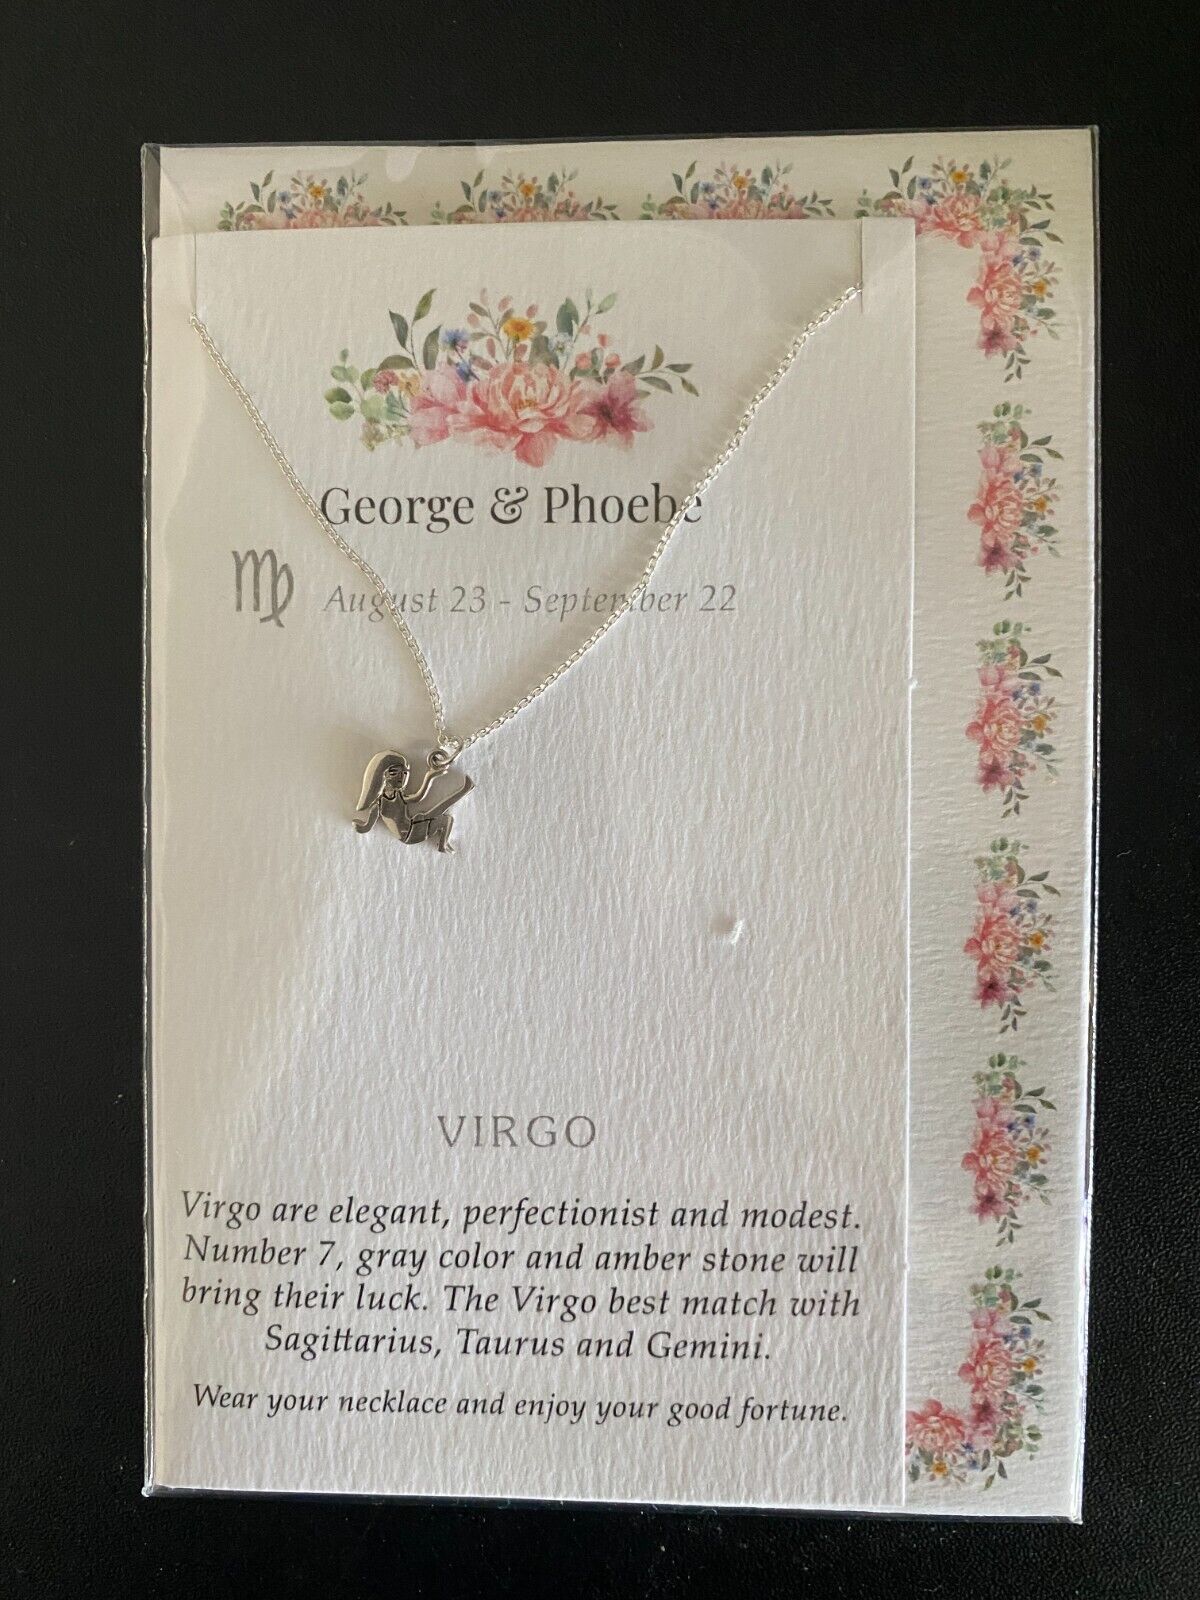 George & Phoebe
♍ August 23 - September 22
VIRGO
Virgo are elegant, perfectionist and modest.
Number 7, gray color and amber stone will
bring their luck. The Virgo best match with
Sagittarius, Taurus and Gemini.
Wear your necklace and enjoy your good fortune.